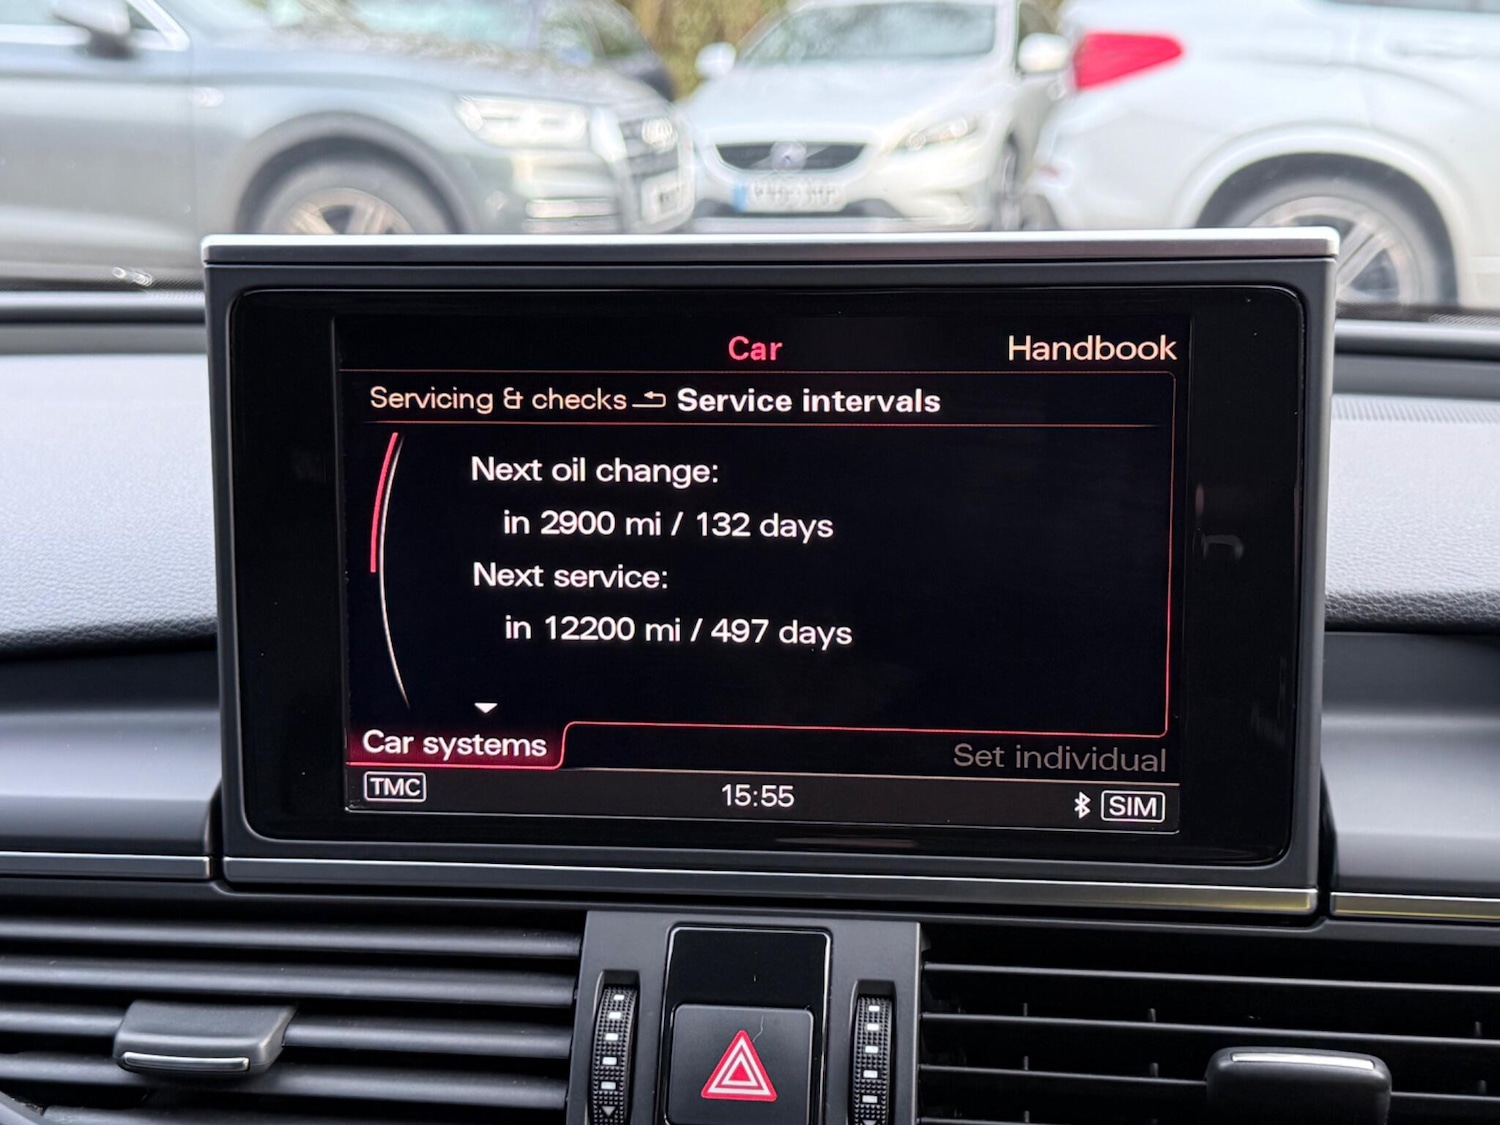 Car
Handbook
Servicing & checks Service intervals
Next oil change:
in 2900 mi / 132 days
Next service:
in 12200 mi / 497 days
Car systems
Set individual
TMC
15:55
SIM